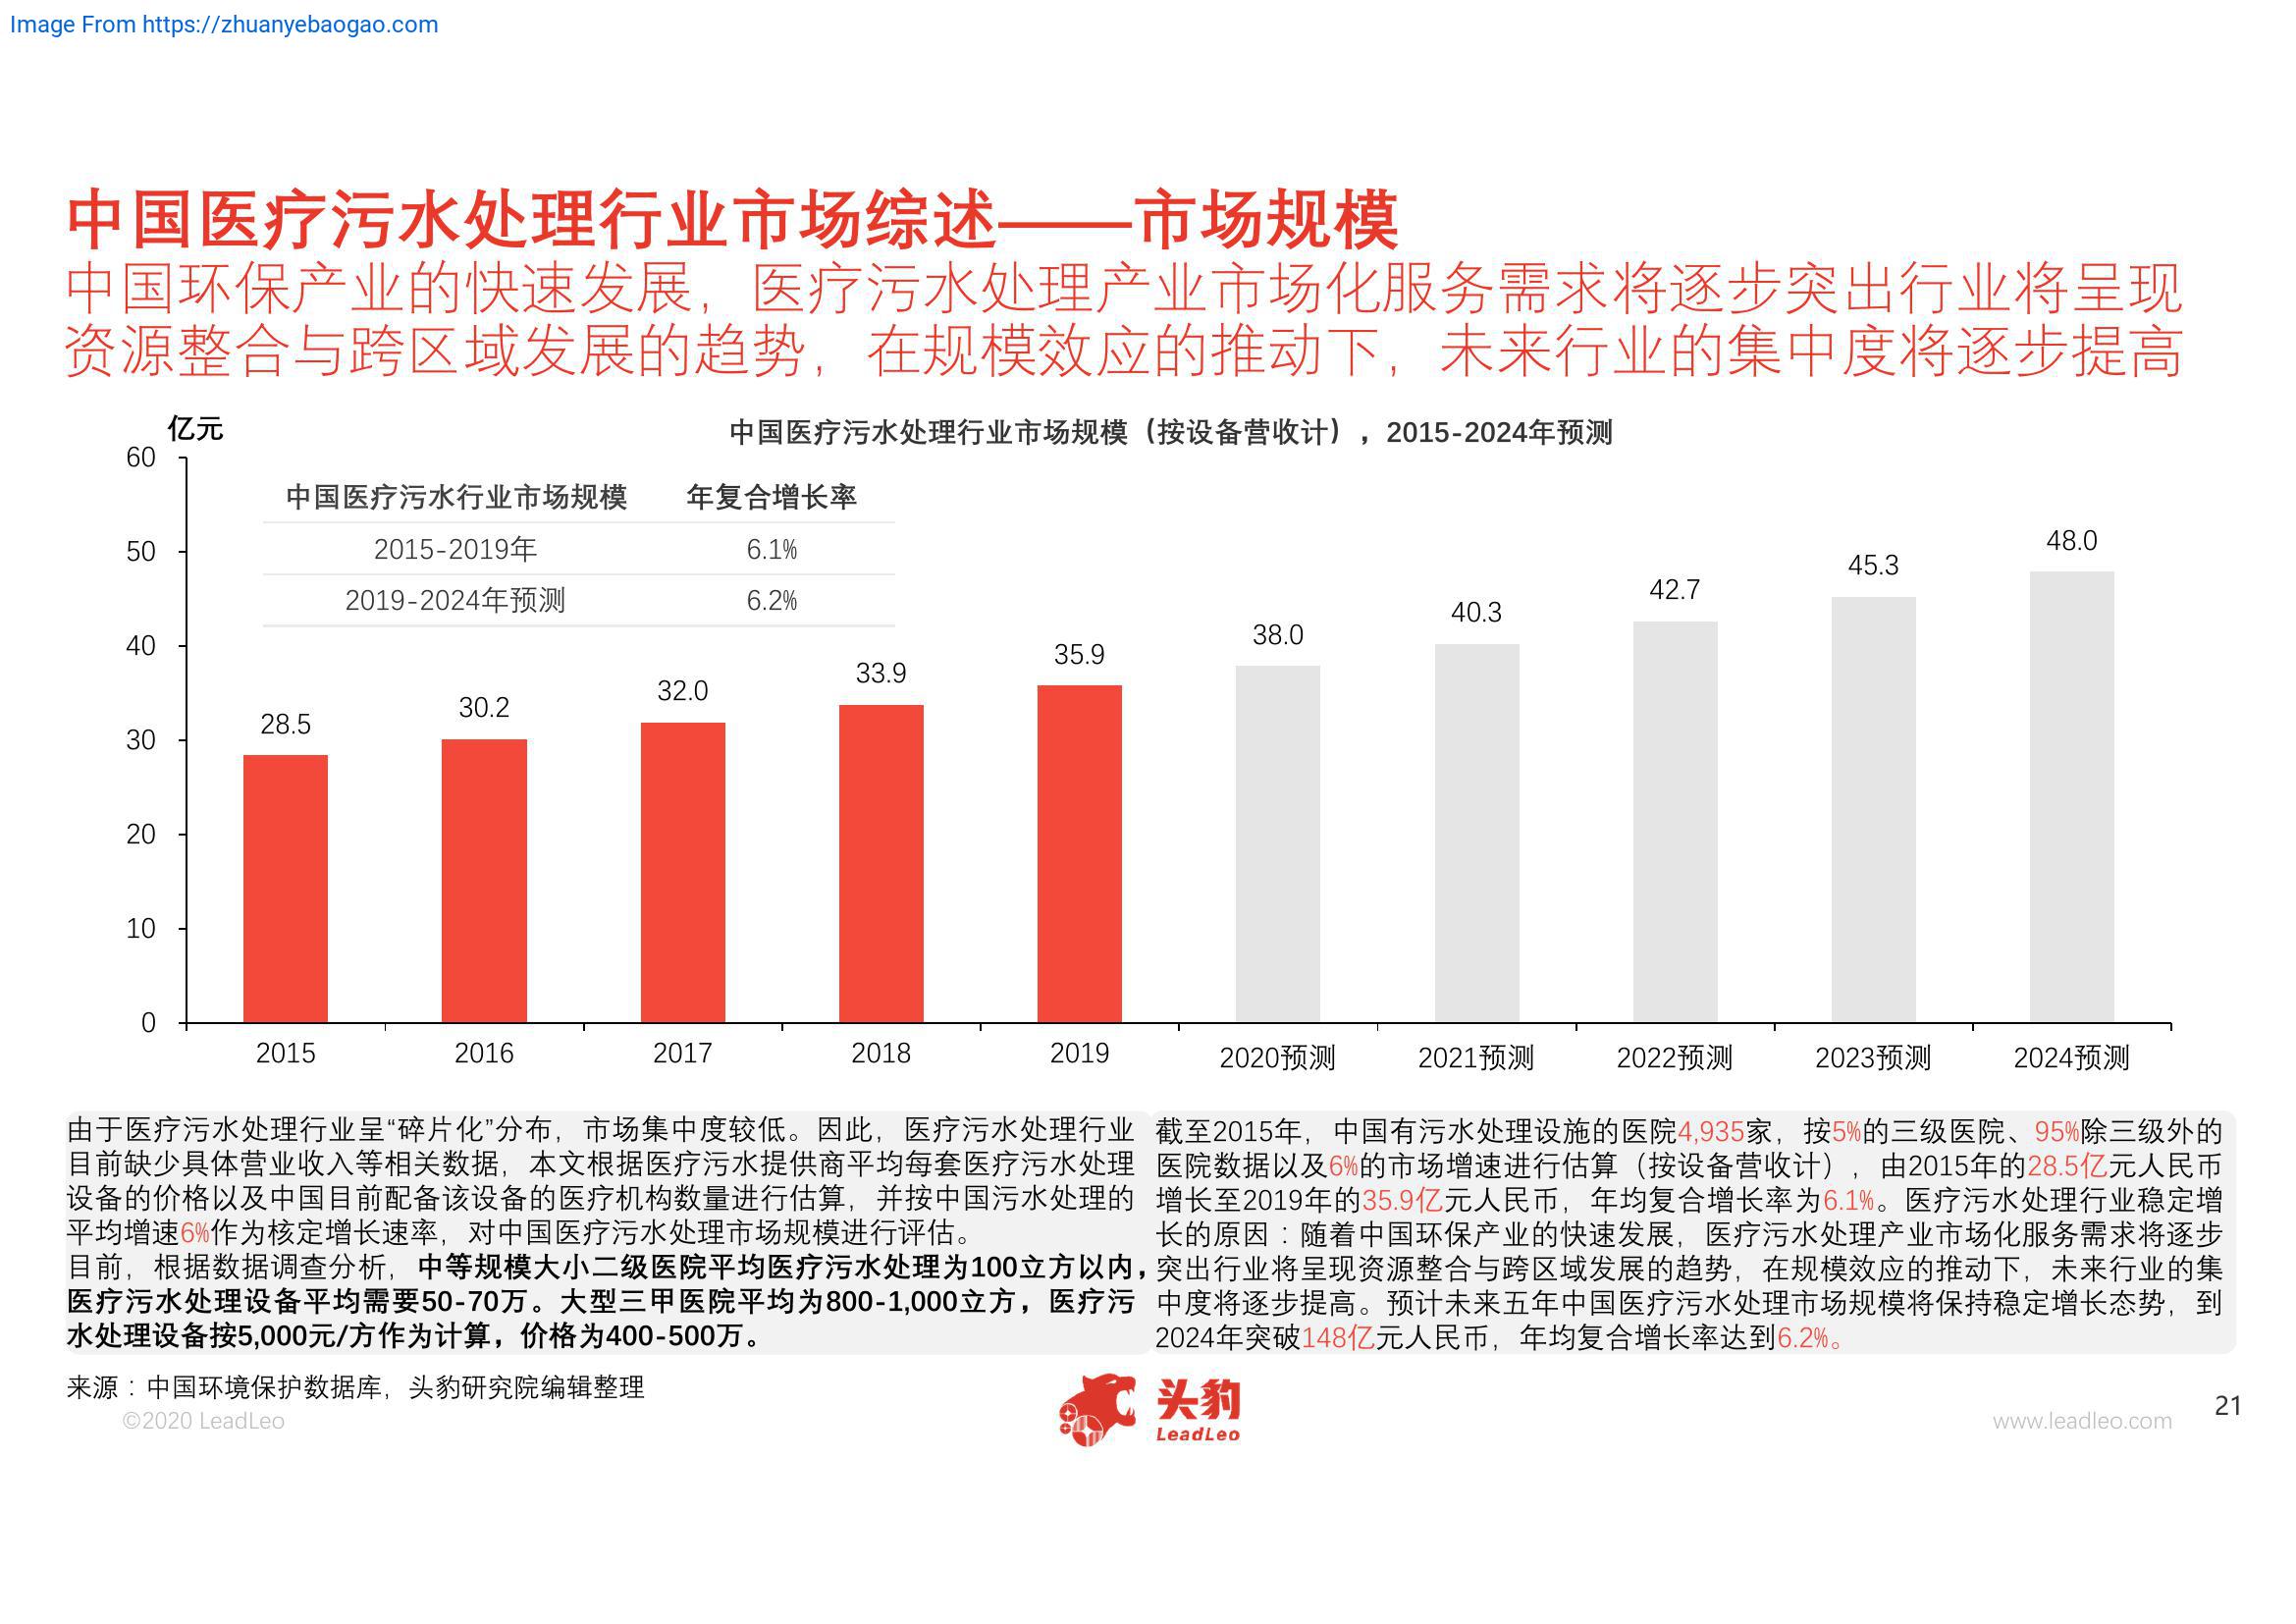 Image From https://zhuanyebaogao.com
中国医疗污水处理行业市场综述——市场规模
中国环保产业的快速发展，医疗污水处理产业市场化服务需求将逐步突出行业将呈现
资源整合与跨区域发展的趋势，在规模效应的推动下，未来行业的集中度将逐步提高
亿元
中国医疗污水处理行业市场规模（按设备营收计），2015-2024年预测
60
50
40
30
20
10
0
中国医疗污水行业市场规模 年复合增长率
2015-2019年 6.1%
2019-2024年预测 6.2%
28.5 30.2 32.0 33.9 35.9 38.0 40.3 42.7 45.3 48.0
2015 2016 2017 2018 2019 2020预测 2021预测 2022预测 2023预测 2024预测
由于医疗污水处理行业呈“碎片化”分布，市场集中度较低。因此，医疗污水处理行业
目前缺少具体营业收入等相关数据，本文根据医疗污水提供商平均每套医疗污水处理
设备的价格以及中国目前配备该设备的医疗机构数量进行估算，并按中国污水处理的
平均增速6%作为核定增长速率，对中国医疗污水处理市场规模进行评估。
目前，根据数据调查分析，中等规模大小二级医院平均医疗污水处理为100立方以内，
医疗污水处理设备平均需要50-70万。大型三甲医院平均为800-1,000立方，医疗污
水处理设备按5,000元/方作为计算，价格为400-500万。
截至2015年，中国有污水处理设施的医院4,935家，按5%的三级医院、95%除三级外的
医院数据以及6%的市场增速进行估算（按设备营收计），由2015年的28.5亿元人民币
增长至2019年的35.9亿元人民币，年均复合增长率为6.1%。医疗污水处理行业稳定增
长的原因：随着中国环保产业的快速发展，医疗污水处理产业市场化服务需求将逐步
突出行业将呈现资源整合与跨区域发展的趋势，在规模效应的推动下，未来行业的集
中度将逐步提高。预计未来五年中国医疗污水处理市场规模将保持稳定增长态势，到
2024年突破148亿元人民币，年均复合增长率达到6.2%。
来源：中国环境保护数据库，头豹研究院编辑整理
©2020 LeadLeo
头豹
LeadLeo
www.leadleo.com
21